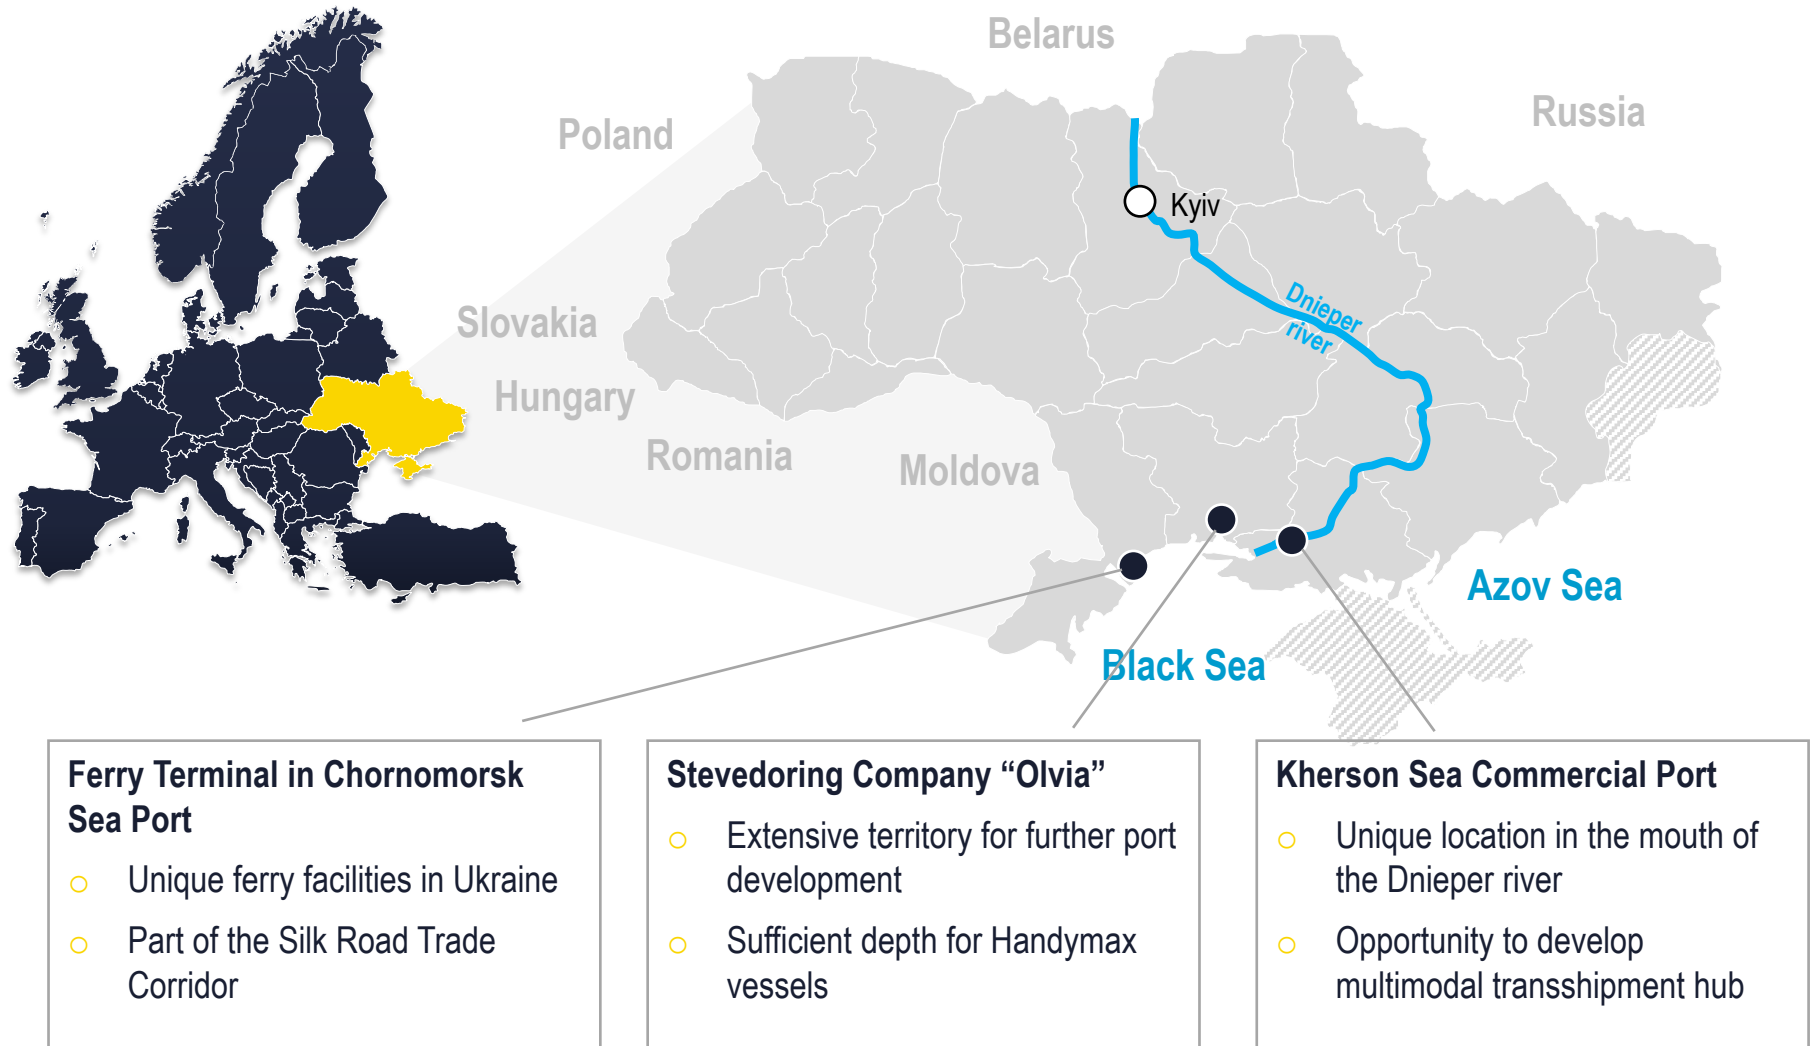 Belarus
Russia
Poland
Kyiv
Dnieper
river
Slovakia
Hungary
Romania
Moldova
Azov Sea
Black Sea
Ferry Terminal in Chornomorsk
Sea Port
○ Unique ferry facilities in Ukraine
○ Part of the Silk Road Trade
Corridor
Stevedoring Company “Olvia”
○ Extensive territory for further port
development
○ Sufficient depth for Handymax
vessels
Kherson Sea Commercial Port
○ Unique location in the mouth of
the Dnieper river
○ Opportunity to develop
multimodal transshipment hub